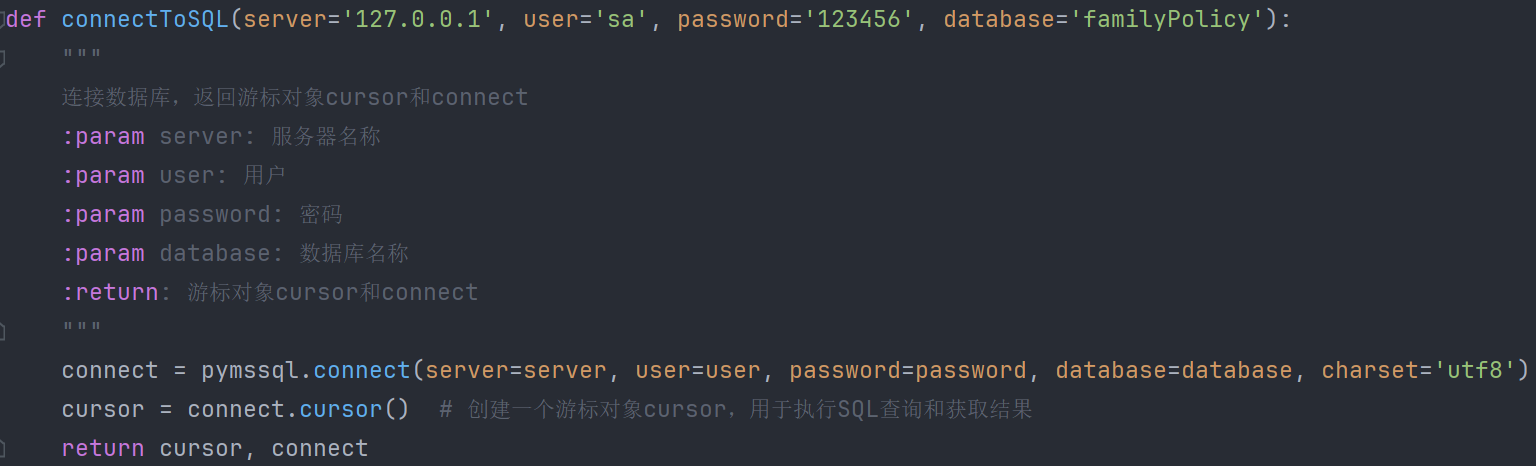 def connectToSQL(server='127.0.0.1', user='sa', password='123456', database='familyPolicy'):
    """
    连接数据库，返回游标对象cursor和connect
    :param server: 服务器名称
    :param user: 用户
    :param password: 密码
    :param database: 数据库名称
    :return: 游标对象cursor和connect
    """
    connect = pymssql.connect(server=server, user=user, password=password, database=database, charset='utf8')
    cursor = connect.cursor()  # 创建一个游标对象cursor，用于执行SQL查询和获取结果
    return cursor, connect